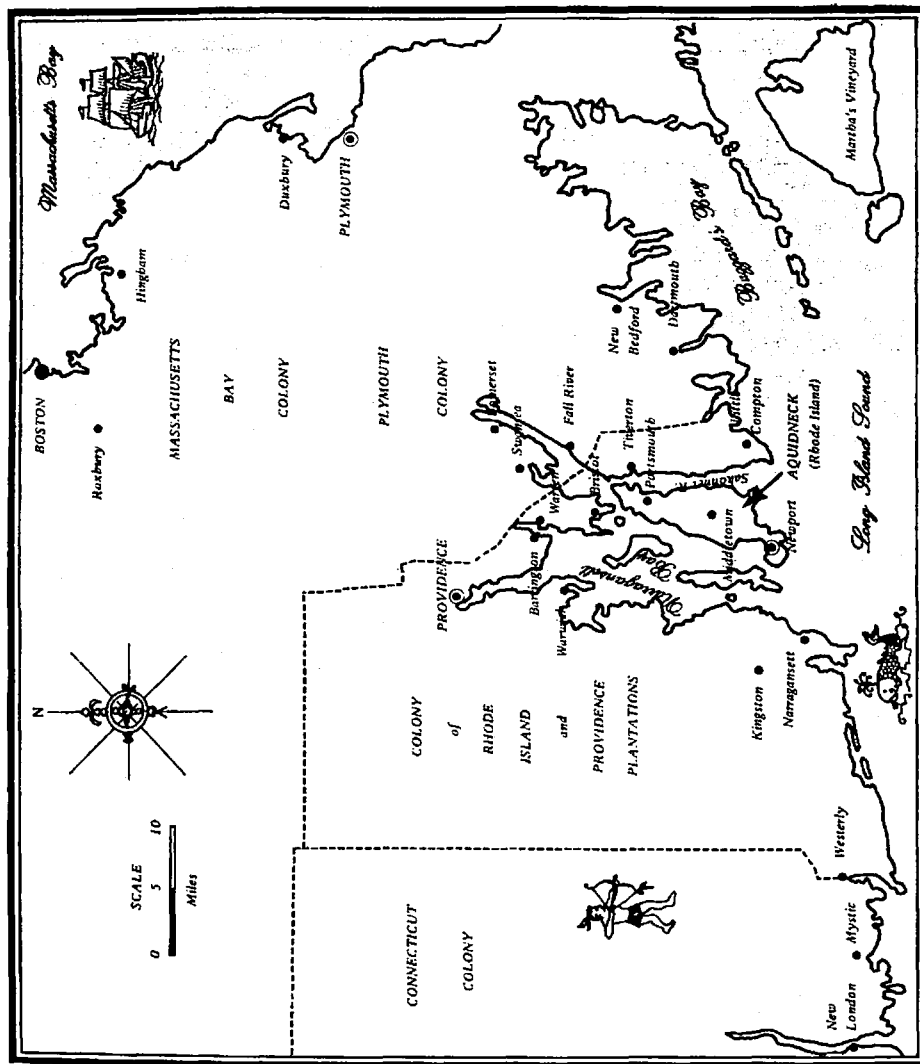 Massachusetts Bay
BOSTON
Roxbury
Hingham
Duxbury
PLYMOUTH
MASSACHUSETTS
BAY
COLONY
PLYMOUTH
COLONY
N
SCALE
0 5 10
Miles
PROVIDENCE
COLONY
of
RHODE
ISLAND
and
PROVIDENCE
PLANTATIONS
CONNECTICUT
COLONY
Somerset
Swansea
Fall River
Warren
Barrington
Bristol
Tiverton
Portsmouth
Warwick
Narragansett
Bay
New
Bedford
Dartmouth
Buzzard's Bay
Martha's Vineyard
Little
Compton
Sakonnet R.
AQUIDNECK
(Rhode Island)
Middletown
Newport
Kingston
Narragansett
Westerly
Mystic
New
London
Long Island Sound